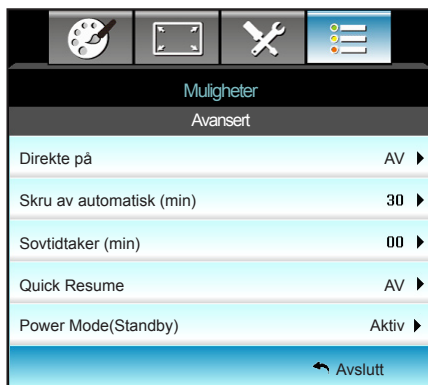 Muligheter
Avansert
Direkte på AV
Skru av automatisk (min) 30
Sovtidtaker (min) 00
Quick Resume AV
Power Mode(Standby) Aktiv
Avslutt